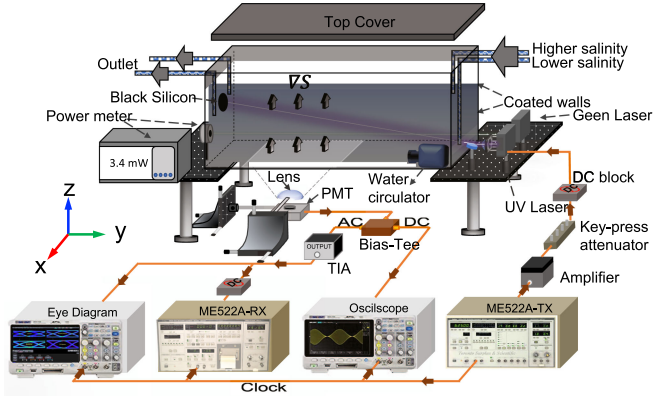 Top Cover
Higher salinity
Lower salinity
Outlet
∇S
Black Silicon
Coated walls
Power meter
Geen Laser
3.4 mW
Lens
PMT
Water
circulator
UV Laser
DC
DC block
z
y
x
AC
DC
Bias-Tee
OUTPUT
TIA
Key-press
attenuator
DC
Amplifier
Eye Diagram
ME522A-RX
Osciilscope
ME522A-TX
Clock